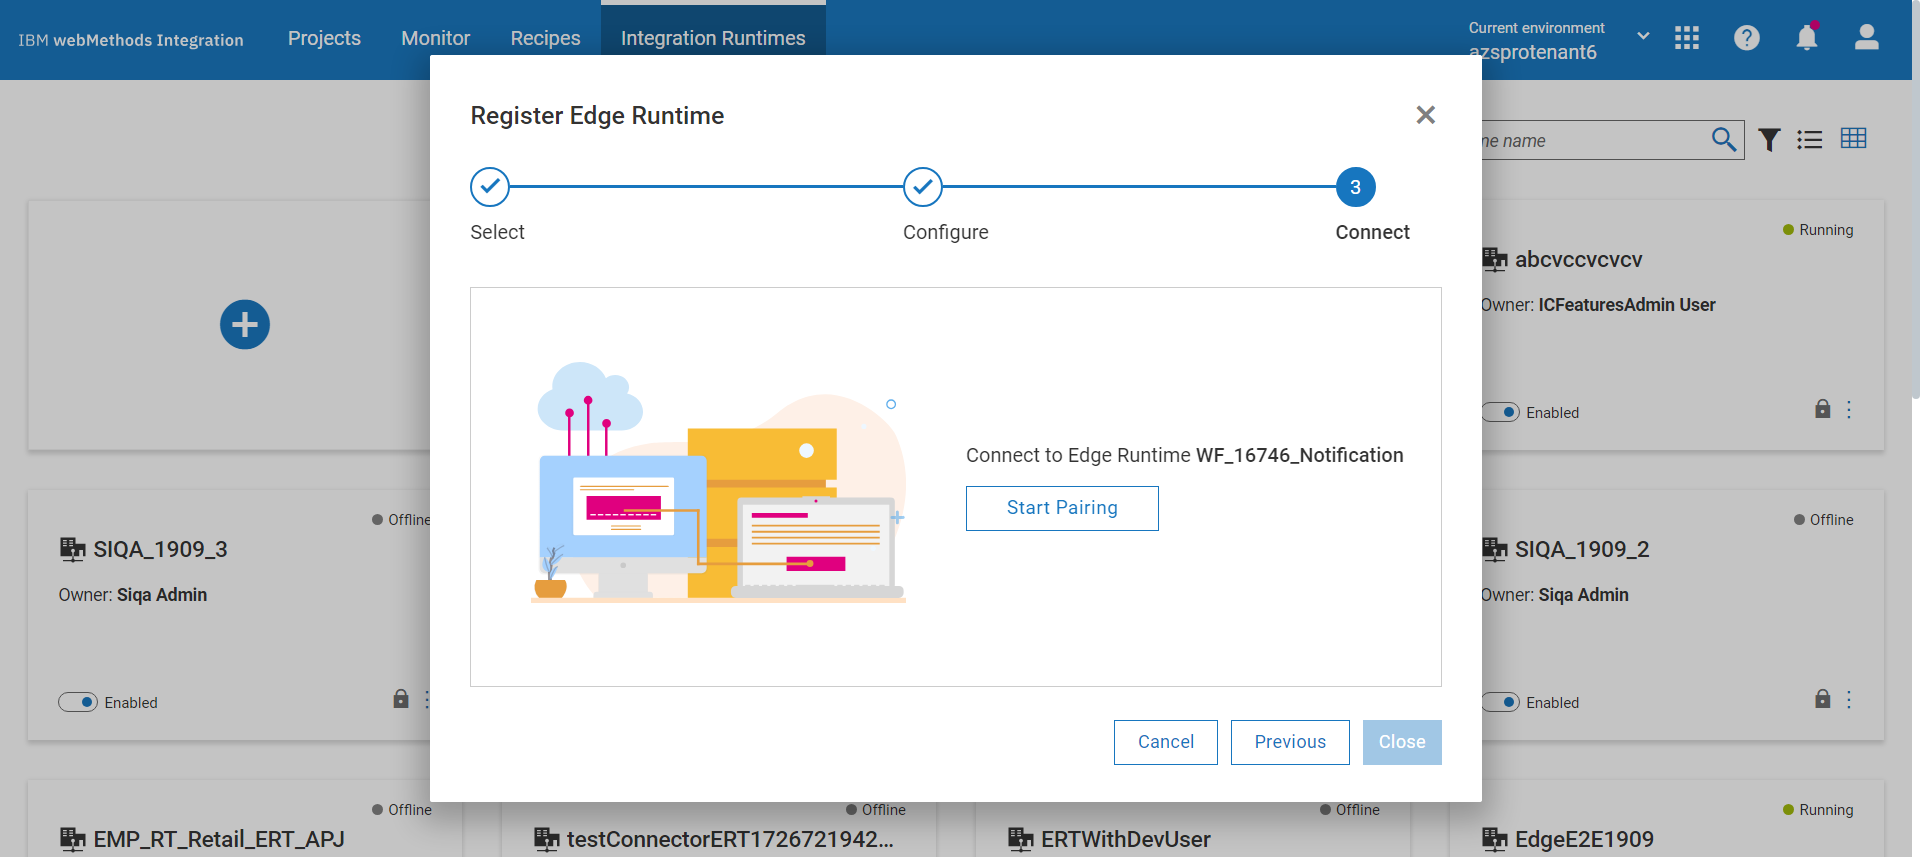 IBM webMethods Integration
Projects
Monitor
Recipes
Integration Runtimes
Current environment
azsprotenant6
Register Edge Runtime
3
Select
Configure
Connect
me name
Running
abcvccvcvcv
Owner: ICFeaturesAdmin User
Enabled
Connect to Edge Runtime WF_16746_Notification
Start Pairing
Offline
SIQA_1909_3
Owner: Siqa Admin
Enabled
Offline
SIQA_1909_2
Owner: Siqa Admin
Enabled
Cancel
Previous
Close
Offline
EMP_RT_Retail_ERT_APJ
Offline
testConnectorERT1726721942...
Offline
ERTWithDevUser
Running
EdgeE2E1909